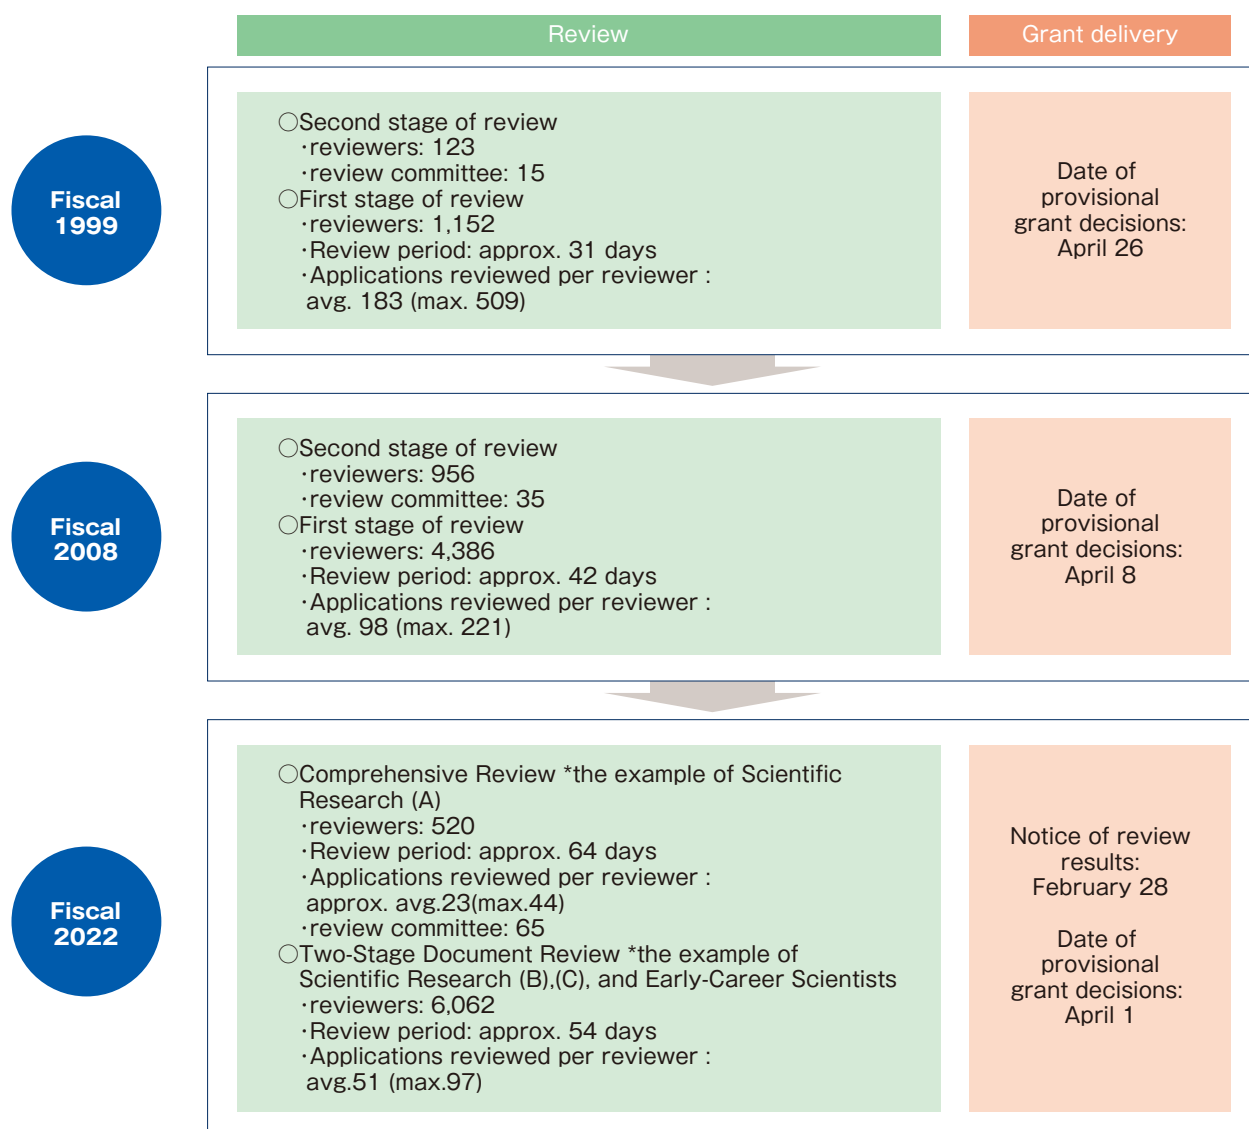 Review
Grant delivery
Fiscal
1999
○Second stage of review
・reviewers: 123
・review committee: 15
○First stage of review
・reviewers: 1,152
・Review period: approx. 31 days
・Applications reviewed per reviewer :
avg. 183 (max. 509)
Date of
provisional
grant decisions:
April 26
Fiscal
2008
○Second stage of review
・reviewers: 956
・review committee: 35
○First stage of review
・reviewers: 4,386
・Review period: approx. 42 days
・Applications reviewed per reviewer :
avg. 98 (max. 221)
Date of
provisional
grant decisions:
April 8
Fiscal
2022
○Comprehensive Review *the example of Scientific
Research (A)
・reviewers: 520
・Review period: approx. 64 days
・Applications reviewed per reviewer :
approx. avg.23(max.44)
・review committee: 65
○Two-Stage Document Review *the example of
Scientific Research (B),(C), and Early-Career Scientists
・reviewers: 6,062
・Review period: approx. 54 days
・Applications reviewed per reviewer :
avg.51 (max.97)
Notice of review
results:
February 28
Date of
provisional
grant decisions:
April 1